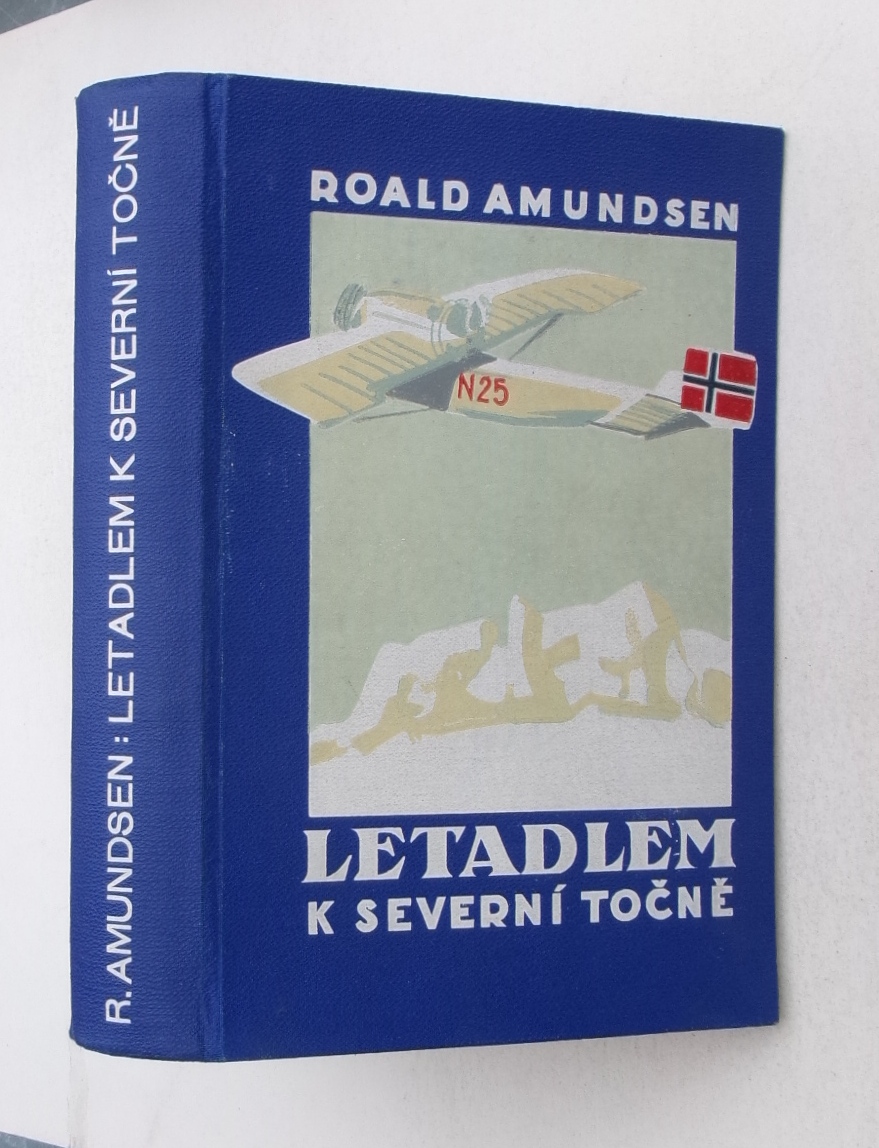 R. AMUNDSEN : LETADLEM K SEVERNÍ TOČNĚ
ROALD AMUNDSEN
N25
LETADLEM
K SEVERNÍ TOČNĚ